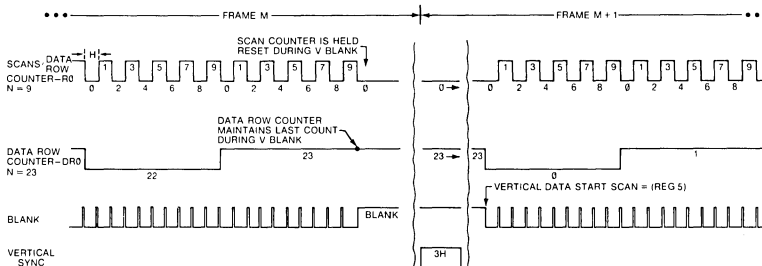 FRAME M
FRAME M + 1
SCAN COUNTER IS HELD
RESET DURING V BLANK
H
SCANS/DATA
ROW
COUNTER-R0
N = 9
1 3 5 7 9 1 3 5 7 9
0 2 4 6 8 0 2 4 6 8 0
0
1 3 5 7 9 1 3 5 7 9
0 2 4 6 8 0 2 4 6 8
DATA ROW COUNTER
MAINTAINS LAST COUNT
DURING V BLANK
DATA ROW
COUNTER-DR0
N = 23
22
23
23
23
0
1
VERTICAL DATA START SCAN = (REG 5)
BLANK
BLANK
VERTICAL
SYNC
3H